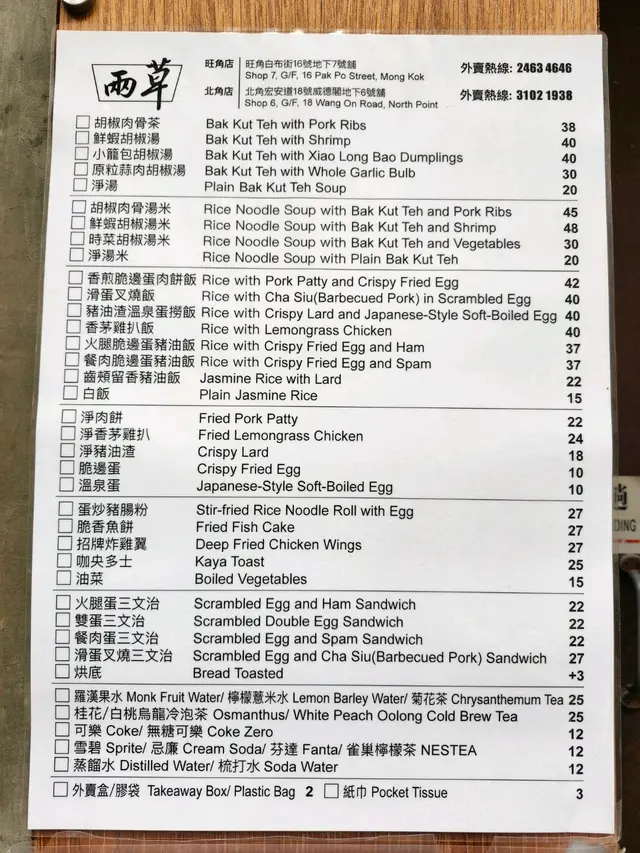 兩草
旺角店 旺角白布街16號地下7號舖
Shop 7, G/F, 16 Pak Po Street, Mong Kok
外賣熱線: 2463 4646
北角店 北角宏安道18號威德閣地下6號舖
Shop 6, G/F, 18 Wang On Road, North Point
外賣熱線: 3102 1938
胡椒肉骨茶 Bak Kut Teh with Pork Ribs 38
鮮蝦胡椒湯 Bak Kut Teh with Shrimp 40
小籠包胡椒湯 Bak Kut Teh with Xiao Long Bao Dumplings 40
原粒蒜肉胡椒湯 Bak Kut Teh with Whole Garlic Bulb 30
淨湯 Plain Bak Kut Teh Soup 20
胡椒肉骨湯米 Rice Noodle Soup with Bak Kut Teh and Pork Ribs 45
鮮蝦胡椒湯米 Rice Noodle Soup with Bak Kut Teh and Shrimp 48
時菜胡椒湯米 Rice Noodle Soup with Bak Kut Teh and Vegetables 30
淨湯米 Rice Noodle Soup with Plain Bak Kut Teh 20
香煎脆邊蛋肉餅飯 Rice with Pork Patty and Crispy Fried Egg 42
滑蛋叉燒飯 Rice with Cha Siu(Barbecued Pork) in Scrambled Egg 40
豬油渣溫泉蛋撈飯 Rice with Crispy Lard and Japanese-Style Soft-Boiled Egg 40
香茅雞扒飯 Rice with Lemongrass Chicken 40
火腿脆邊蛋豬油飯 Rice with Crispy Fried Egg and Ham 37
餐肉脆邊蛋豬油飯 Rice with Crispy Fried Egg and Spam 37
齒頰留香豬油飯 Jasmine Rice with Lard 22
白飯 Plain Jasmine Rice 15
淨肉餅 Fried Pork Patty 22
淨香茅雞扒 Fried Lemongrass Chicken 24
淨豬油渣 Crispy Lard 18
脆邊蛋 Crispy Fried Egg 10
溫泉蛋 Japanese-Style Soft-Boiled Egg 10
蛋炒豬腸粉 Stir-fried Rice Noodle Roll with Egg 27
脆香魚餅 Fried Fish Cake 27
招牌炸雞翼 Deep Fried Chicken Wings 27
咖央多士 Kaya Toast 25
油菜 Boiled Vegetables 15
火腿蛋三文治 Scrambled Egg and Ham Sandwich 22
雙蛋三文治 Scrambled Double Egg Sandwich 22
餐肉蛋三文治 Scrambled Egg and Spam Sandwich 22
滑蛋叉燒三文治 Scrambled Egg and Cha Siu(Barbecued Pork) Sandwich 27
烘底 Bread Toasted +3
羅漢果水 Monk Fruit Water/ 檸檬薏米水 Lemon Barley Water/ 菊花茶 Chrysanthemum Tea 25
桂花/白桃烏龍冷泡茶 Osmanthus/ White Peach Oolong Cold Brew Tea 25
可樂 Coke/ 無糖可樂 Coke Zero 12
雪碧 Sprite/ 忌廉 Cream Soda/ 芬達 Fanta/ 雀巢檸檬茶 NESTEA 12
蒸餾水 Distilled Water/ 梳打水 Soda Water 12
外賣盒/膠袋 Takeaway Box/ Plastic Bag 2 紙巾 Pocket Tissue 3